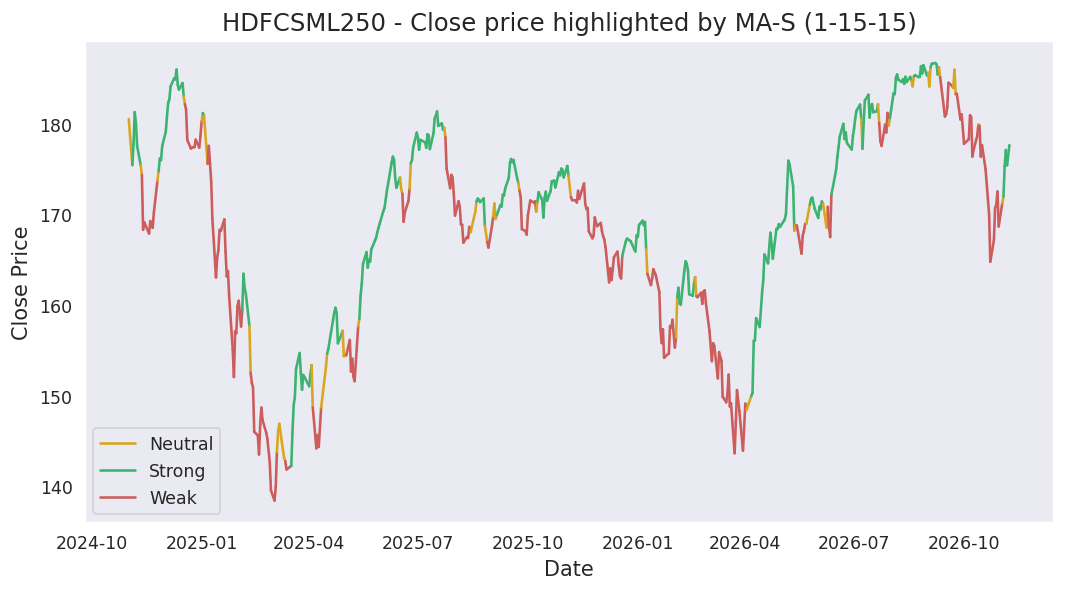 HDFCSML250 - Close price highlighted by MA-S (1-15-15)
Close Price
180
170
160
150
140
Neutral
Strong
Weak
2024-10 2025-01 2025-04 2025-07 2025-10 2026-01 2026-04 2026-07 2026-10
Date